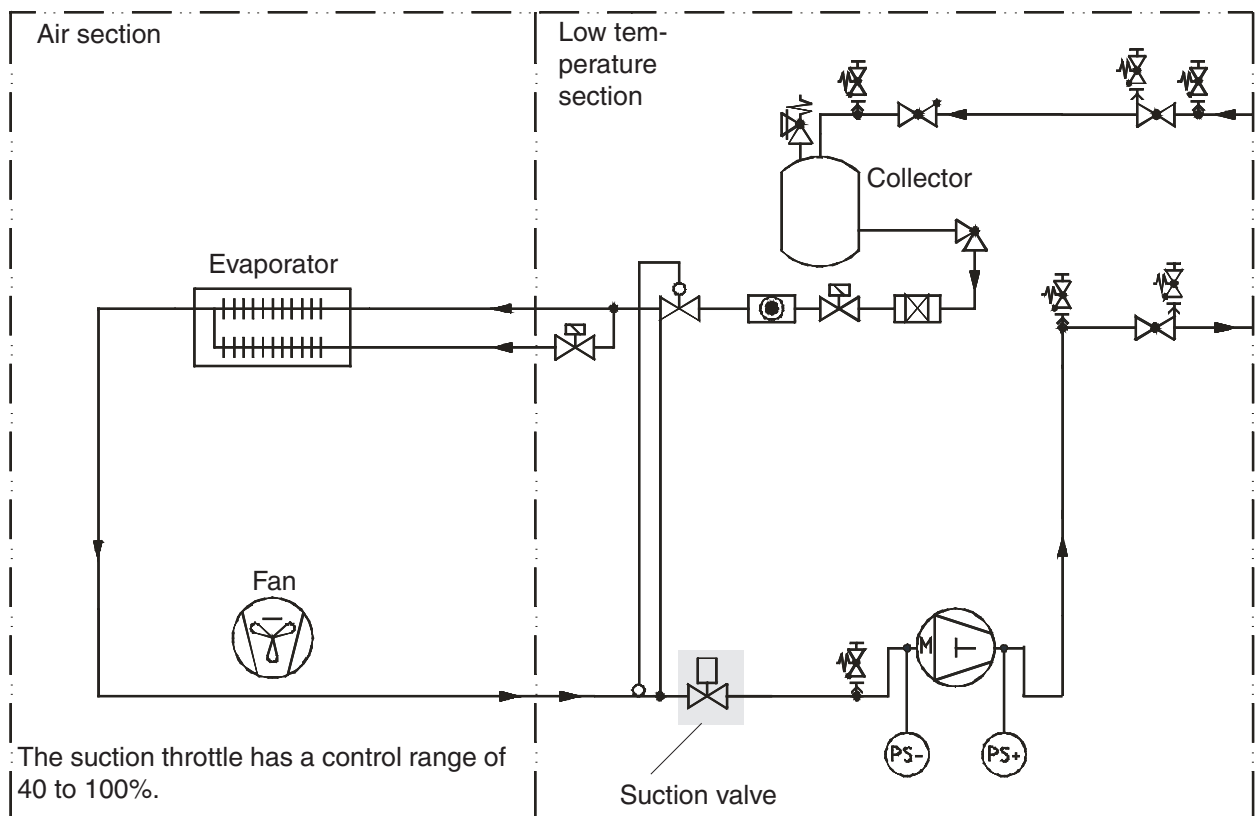 Air section
Low tem-
perature
section
Collector
Evaporator
Fan
M
PS-
PS+
The suction throttle has a control range of
40 to 100%.
Suction valve